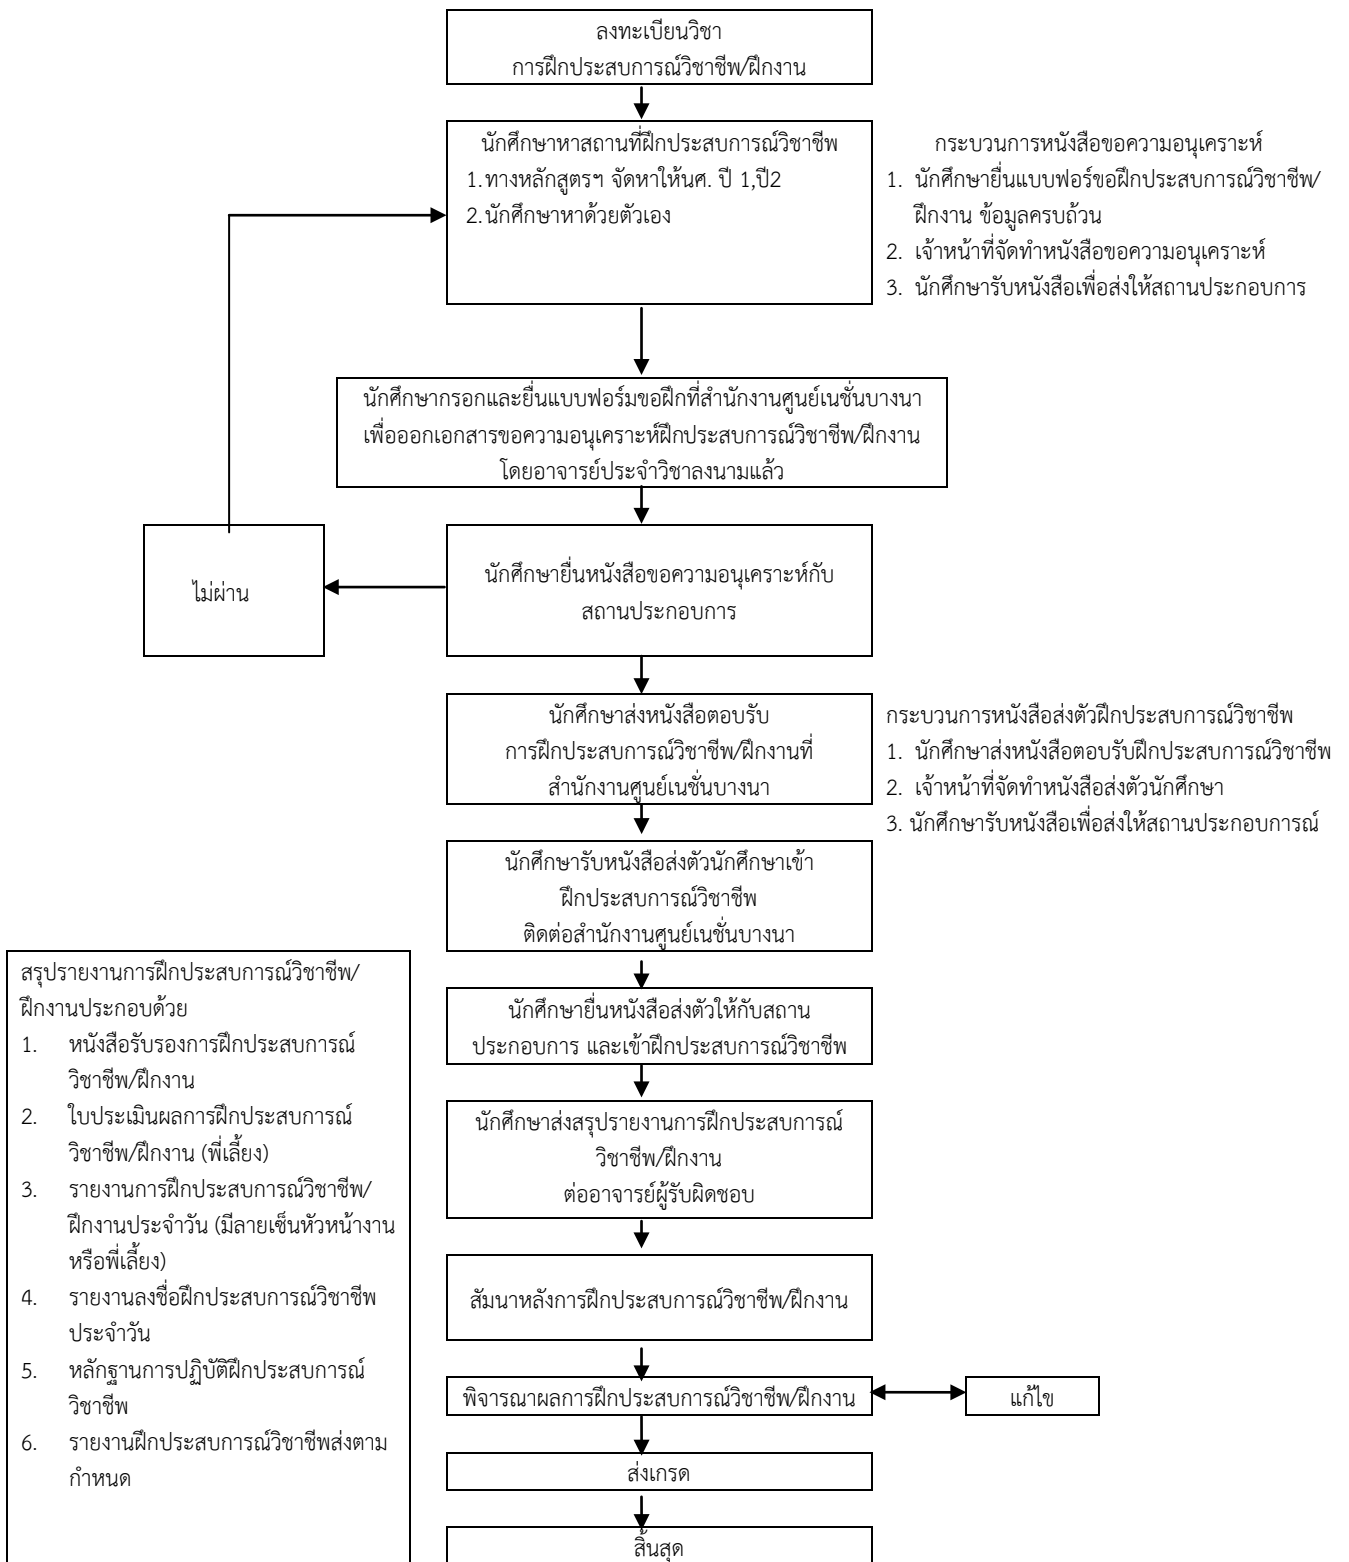 ลงทะเบียนวิชา
การฝึกประสบการณ์วิชาชีพ/ฝึกงาน
นักศึกษาหาสถานที่ฝึกประสบการณ์วิชาชีพ
1.ทางหลักสูตรฯ จัดหาให้นศ. ปี 1,ปี2
2.นักศึกษาหาด้วยตัวเอง
กระบวนการหนังสือขอความอนุเคราะห์
1. นักศึกษายื่นแบบฟอร์ขอฝึกประสบการณ์วิชาชีพ/
ฝึกงาน ข้อมูลครบถ้วน
2. เจ้าหน้าที่จัดทำหนังสือขอความอนุเคราะห์
3. นักศึกษารับหนังสือเพื่อส่งให้สถานประกอบการ
นักศึกษากรอกและยื่นแบบฟอร์มขอฝึกที่สำนักงานศูนย์เนชั่นบางนา
เพื่อออกเอกสารขอความอนุเคราะห์ฝึกประสบการณ์วิชาชีพ/ฝึกงาน
โดยอาจารย์ประจำวิชาลงนามแล้ว
ไม่ผ่าน
นักศึกษายื่นหนังสือขอความอนุเคราะห์กับ
สถานประกอบการ
นักศึกษาส่งหนังสือตอบรับ
การฝึกประสบการณ์วิชาชีพ/ฝึกงานที่
สำนักงานศูนย์เนชั่นบางนา
กระบวนการหนังสือส่งตัวฝึกประสบการณ์วิชาชีพ
1. นักศึกษาส่งหนังสือตอบรับฝึกประสบการณ์วิชาชีพ
2. เจ้าหน้าที่จัดทำหนังสือส่งตัวนักศึกษา
3. นักศึกษารับหนังสือเพื่อส่งให้สถานประกอบการณ์
นักศึกษารับหนังสือส่งตัวนักศึกษาเข้า
ฝึกประสบการณ์วิชาชีพ
ติดต่อสำนักงานศูนย์เนชั่นบางนา
นักศึกษายื่นหนังสือส่งตัวให้กับสถาน
ประกอบการ และเข้าฝึกประสบการณ์วิชาชีพ
นักศึกษาส่งสรุปรายงานการฝึกประสบการณ์
วิชาชีพ/ฝึกงาน
ต่ออาจารย์ผู้รับผิดชอบ
สัมนาหลังการฝึกประสบการณ์วิชาชีพ/ฝึกงาน
พิจารณาผลการฝึกประสบการณ์วิชาชีพ/ฝึกงาน
แก้ไข
ส่งเกรด
สิ้นสุด
สรุปรายงานการฝึกประสบการณ์วิชาชีพ/
ฝึกงานประกอบด้วย
1. หนังสือรับรองการฝึกประสบการณ์
วิชาชีพ/ฝึกงาน
2. ใบประเมินผลการฝึกประสบการณ์
วิชาชีพ/ฝึกงาน (พี่เลี้ยง)
3. รายงานการฝึกประสบการณ์วิชาชีพ/
ฝึกงานประจำวัน (มีลายเซ็นหัวหน้างาน
หรือพี่เลี้ยง)
4. รายงานลงชื่อฝึกประสบการณ์วิชาชีพ
ประจำวัน
5. หลักฐานการปฏิบัติฝึกประสบการณ์
วิชาชีพ
6. รายงานฝึกประสบการณ์วิชาชีพส่งตาม
กำหนด